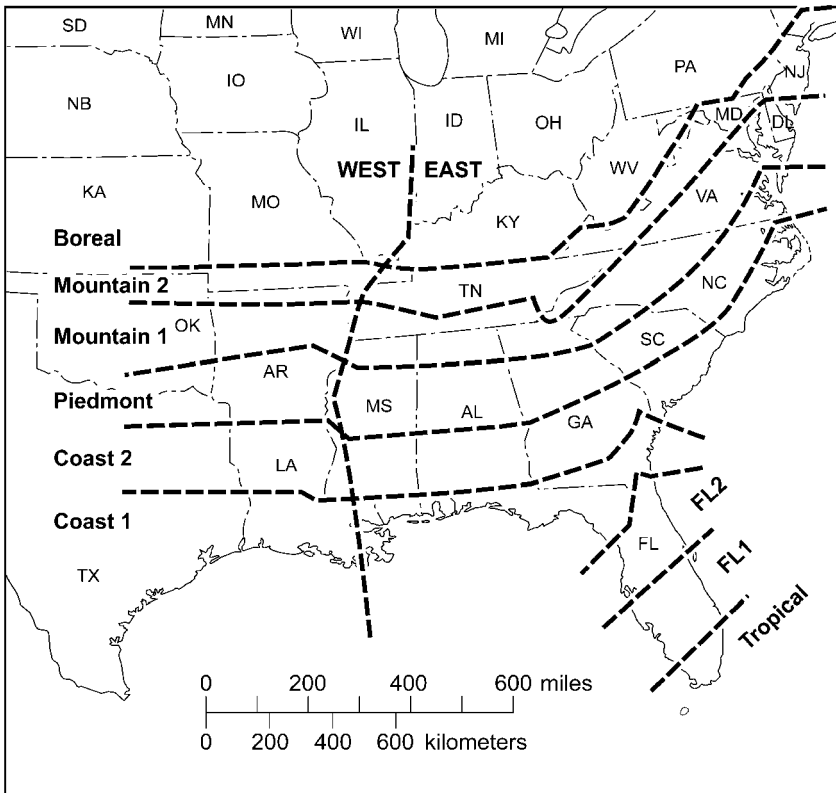 SD
MN
WI
MI
PA
NJ
NB
IO
IL
ID
OH
MD
DL
WEST EAST
WV
KA
MO
VA
KY
Boreal
Mountain 2
TN
NC
Mountain 1
OK
SC
AR
Piedmont
MS
AL
GA
Coast 2
LA
FL2
Coast 1
FL
FL1
TX
Tropical
0 200 400 600 miles
0 200 400 600 kilometers